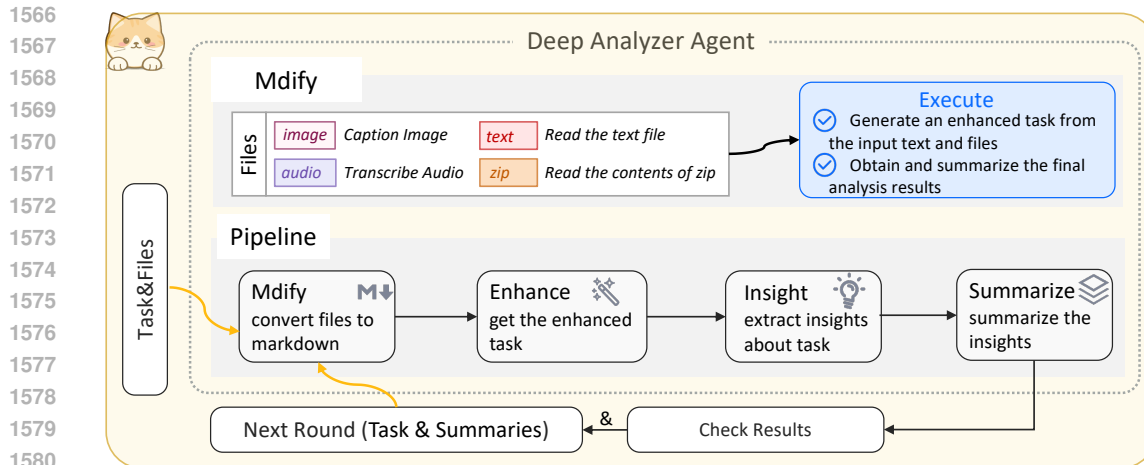 1566
1567
1568
1569
1570
1571
1572
1573
1574
1575
1576
1577
1578
1579
1580
Deep Analyzer Agent
Mdify
Files
image Caption Image text Read the text file
audio Transcribe Audio zip Read the contents of zip
Execute
Generate an enhanced task from
the input text and files
Obtain and summarize the final
analysis results
Task&Files
Pipeline
Mdify M
convert files to
markdown
Enhance
get the enhanced
task
Insight
extract insights
about task
Summarize
summarize the
insights
Next Round (Task & Summaries)
&
Check Results